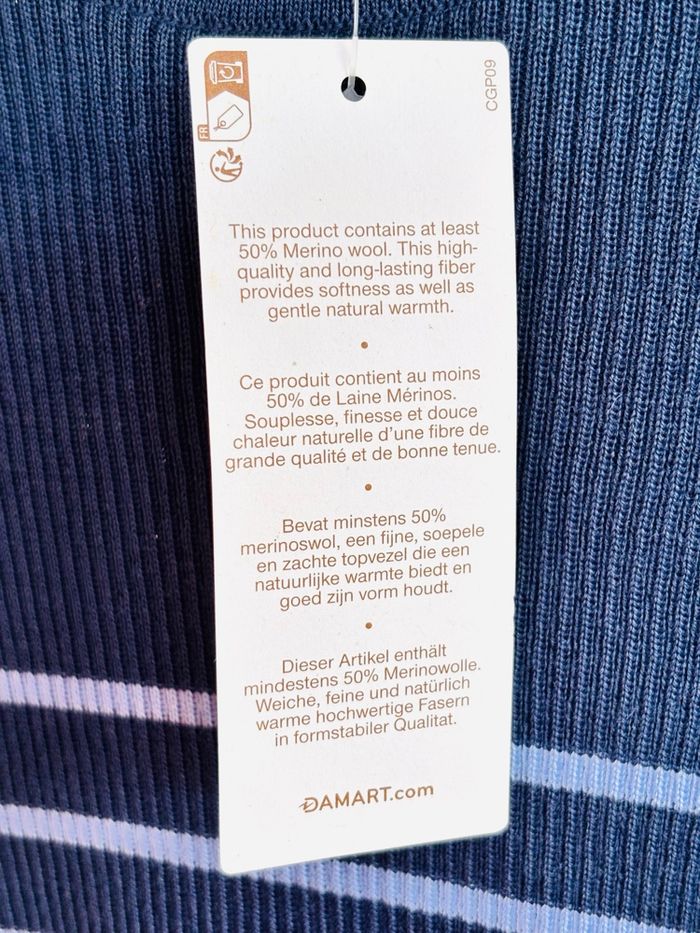 CGP09
FR
This product contains at least
50% Merino wool. This high-
quality and long-lasting fiber
provides softness as well as
gentle natural warmth.
•
Ce produit contient au moins
50% de Laine Mérinos.
Souplesse, finesse et douce
chaleur naturelle d'une fibre de
grande qualité et de bonne tenue.
•
Bevat minstens 50%
merinoswol, een fijne, soepele
en zachte topvezel die een
natuurlijke warmte biedt en
goed zijn vorm houdt.
•
Dieser Artikel enthält
mindestens 50% Merinowolle.
Weiche, feine und natürlich
warme hochwertige Fasern
in formstabiler Qualitat.
DAMART.com